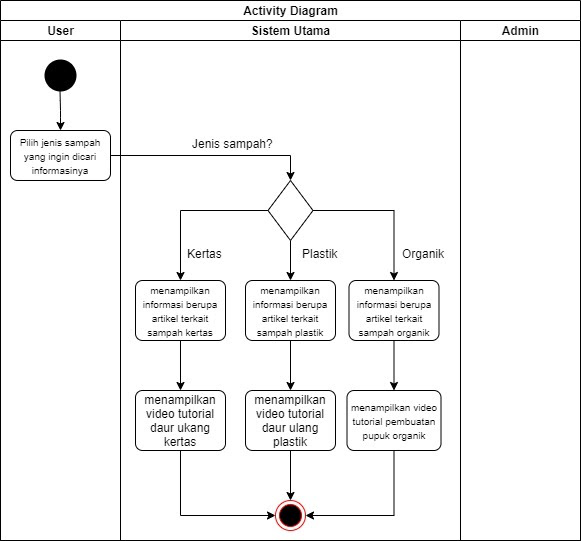 Activity Diagram
User
Sistem Utama
Admin
Pilih jenis sampah
yang ingin dicari
informasinya
Jenis sampah?
Kertas
Plastik
Organik
menampilkan
informasi berupa
artikel terkait
sampah kertas
menampilkan
informasi berupa
artikel terkait
sampah plastik
menampilkan
informasi berupa
artikel terkait
sampah organik
menampilkan
video tutorial
daur ukang
kertas
menampilkan
video tutorial
daur ulang
plastik
menampilkan video
tutorial pembuatan
pupuk organik